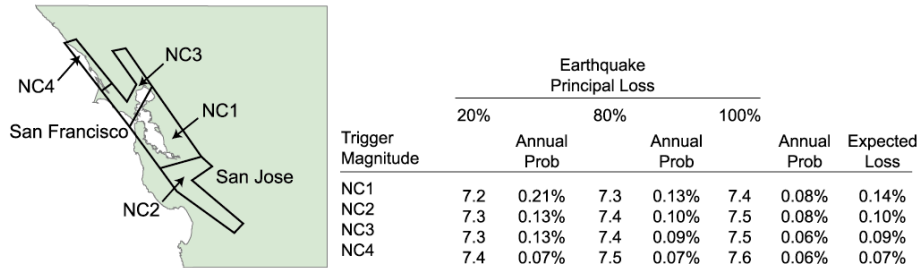 NC3
NC4
NC1
San Francisco
San Jose
NC2
Earthquake
Principal Loss
20% 80% 100%
Trigger Magnitude Annual Prob Annual Prob Annual Prob Expected Loss
NC1 7.2 0.21% 7.3 0.13% 7.4 0.08% 0.14%
NC2 7.3 0.13% 7.4 0.10% 7.5 0.08% 0.10%
NC3 7.3 0.13% 7.4 0.09% 7.5 0.06% 0.09%
NC4 7.4 0.07% 7.5 0.07% 7.6 0.06% 0.07%